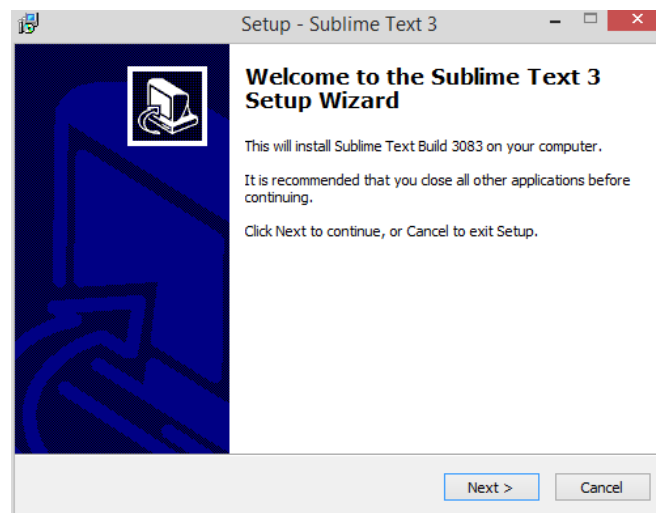 Setup - Sublime Text 3
Welcome to the Sublime Text 3
Setup Wizard
This will install Sublime Text Build 3083 on your computer.
It is recommended that you close all other applications before
continuing.
Click Next to continue, or Cancel to exit Setup.
Next >
Cancel